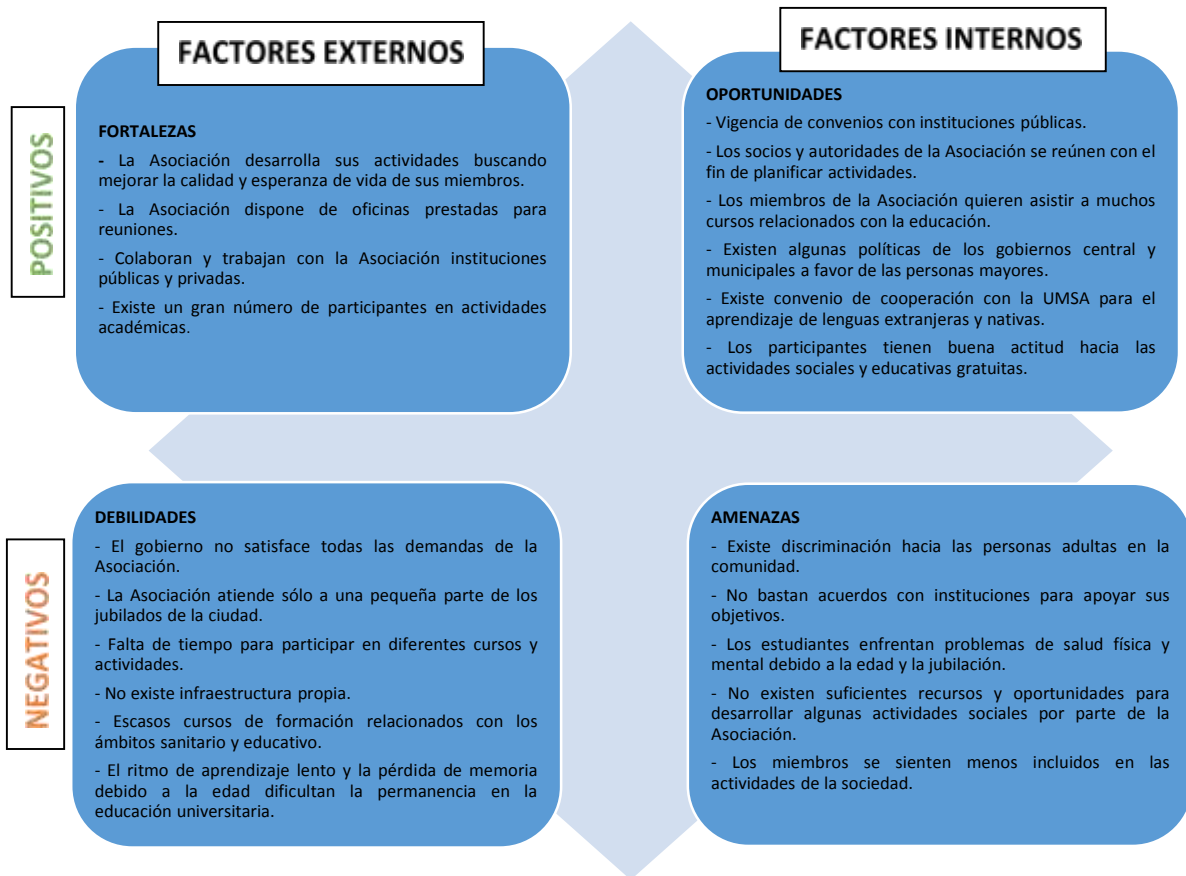 FACTORES EXTERNOS
FACTORES INTERNOS
POSITIVOS
FORTALEZAS
- La Asociación desarrolla sus actividades buscando
mejorar la calidad y esperanza de vida de sus miembros.
- La Asociación dispone de oficinas prestadas para
reuniones.
- Colaboran y trabajan con la Asociación instituciones
públicas y privadas.
- Existe un gran número de participantes en actividades
académicas.
OPORTUNIDADES
- Vigencia de convenios con instituciones públicas.
- Los socios y autoridades de la Asociación se reúnen con el
fin de planificar actividades.
- Los miembros de la Asociación quieren asistir a muchos
cursos relacionados con la educación.
- Existen algunas políticas de los gobiernos central y
municipales a favor de las personas mayores.
- Existe convenio de cooperación con la UMSA para el
aprendizaje de lenguas extranjeras y nativas.
- Los participantes tienen buena actitud hacia las
actividades sociales y educativas gratuitas.
NEGATIVOS
DEBILIDADES
- El gobierno no satisface todas las demandas de la
Asociación.
- La Asociación atiende sólo a una pequeña parte de los
jubilados de la ciudad.
- Falta de tiempo para participar en diferentes cursos y
actividades.
- No existe infraestructura propia.
- Escasos cursos de formación relacionados con los
ámbitos sanitario y educativo.
- El ritmo de aprendizaje lento y la pérdida de memoria
debido a la edad dificultan la permanencia en la
educación universitaria.
AMENAZAS
- Existe discriminación hacia las personas adultas en la
comunidad.
- No bastan acuerdos con instituciones para apoyar sus
objetivos.
- Los estudiantes enfrentan problemas de salud física y
mental debido a la edad y la jubilación.
- No existen suficientes recursos y oportunidades para
desarrollar algunas actividades sociales por parte de la
Asociación.
- Los miembros se sienten menos incluidos en las
actividades de la sociedad.